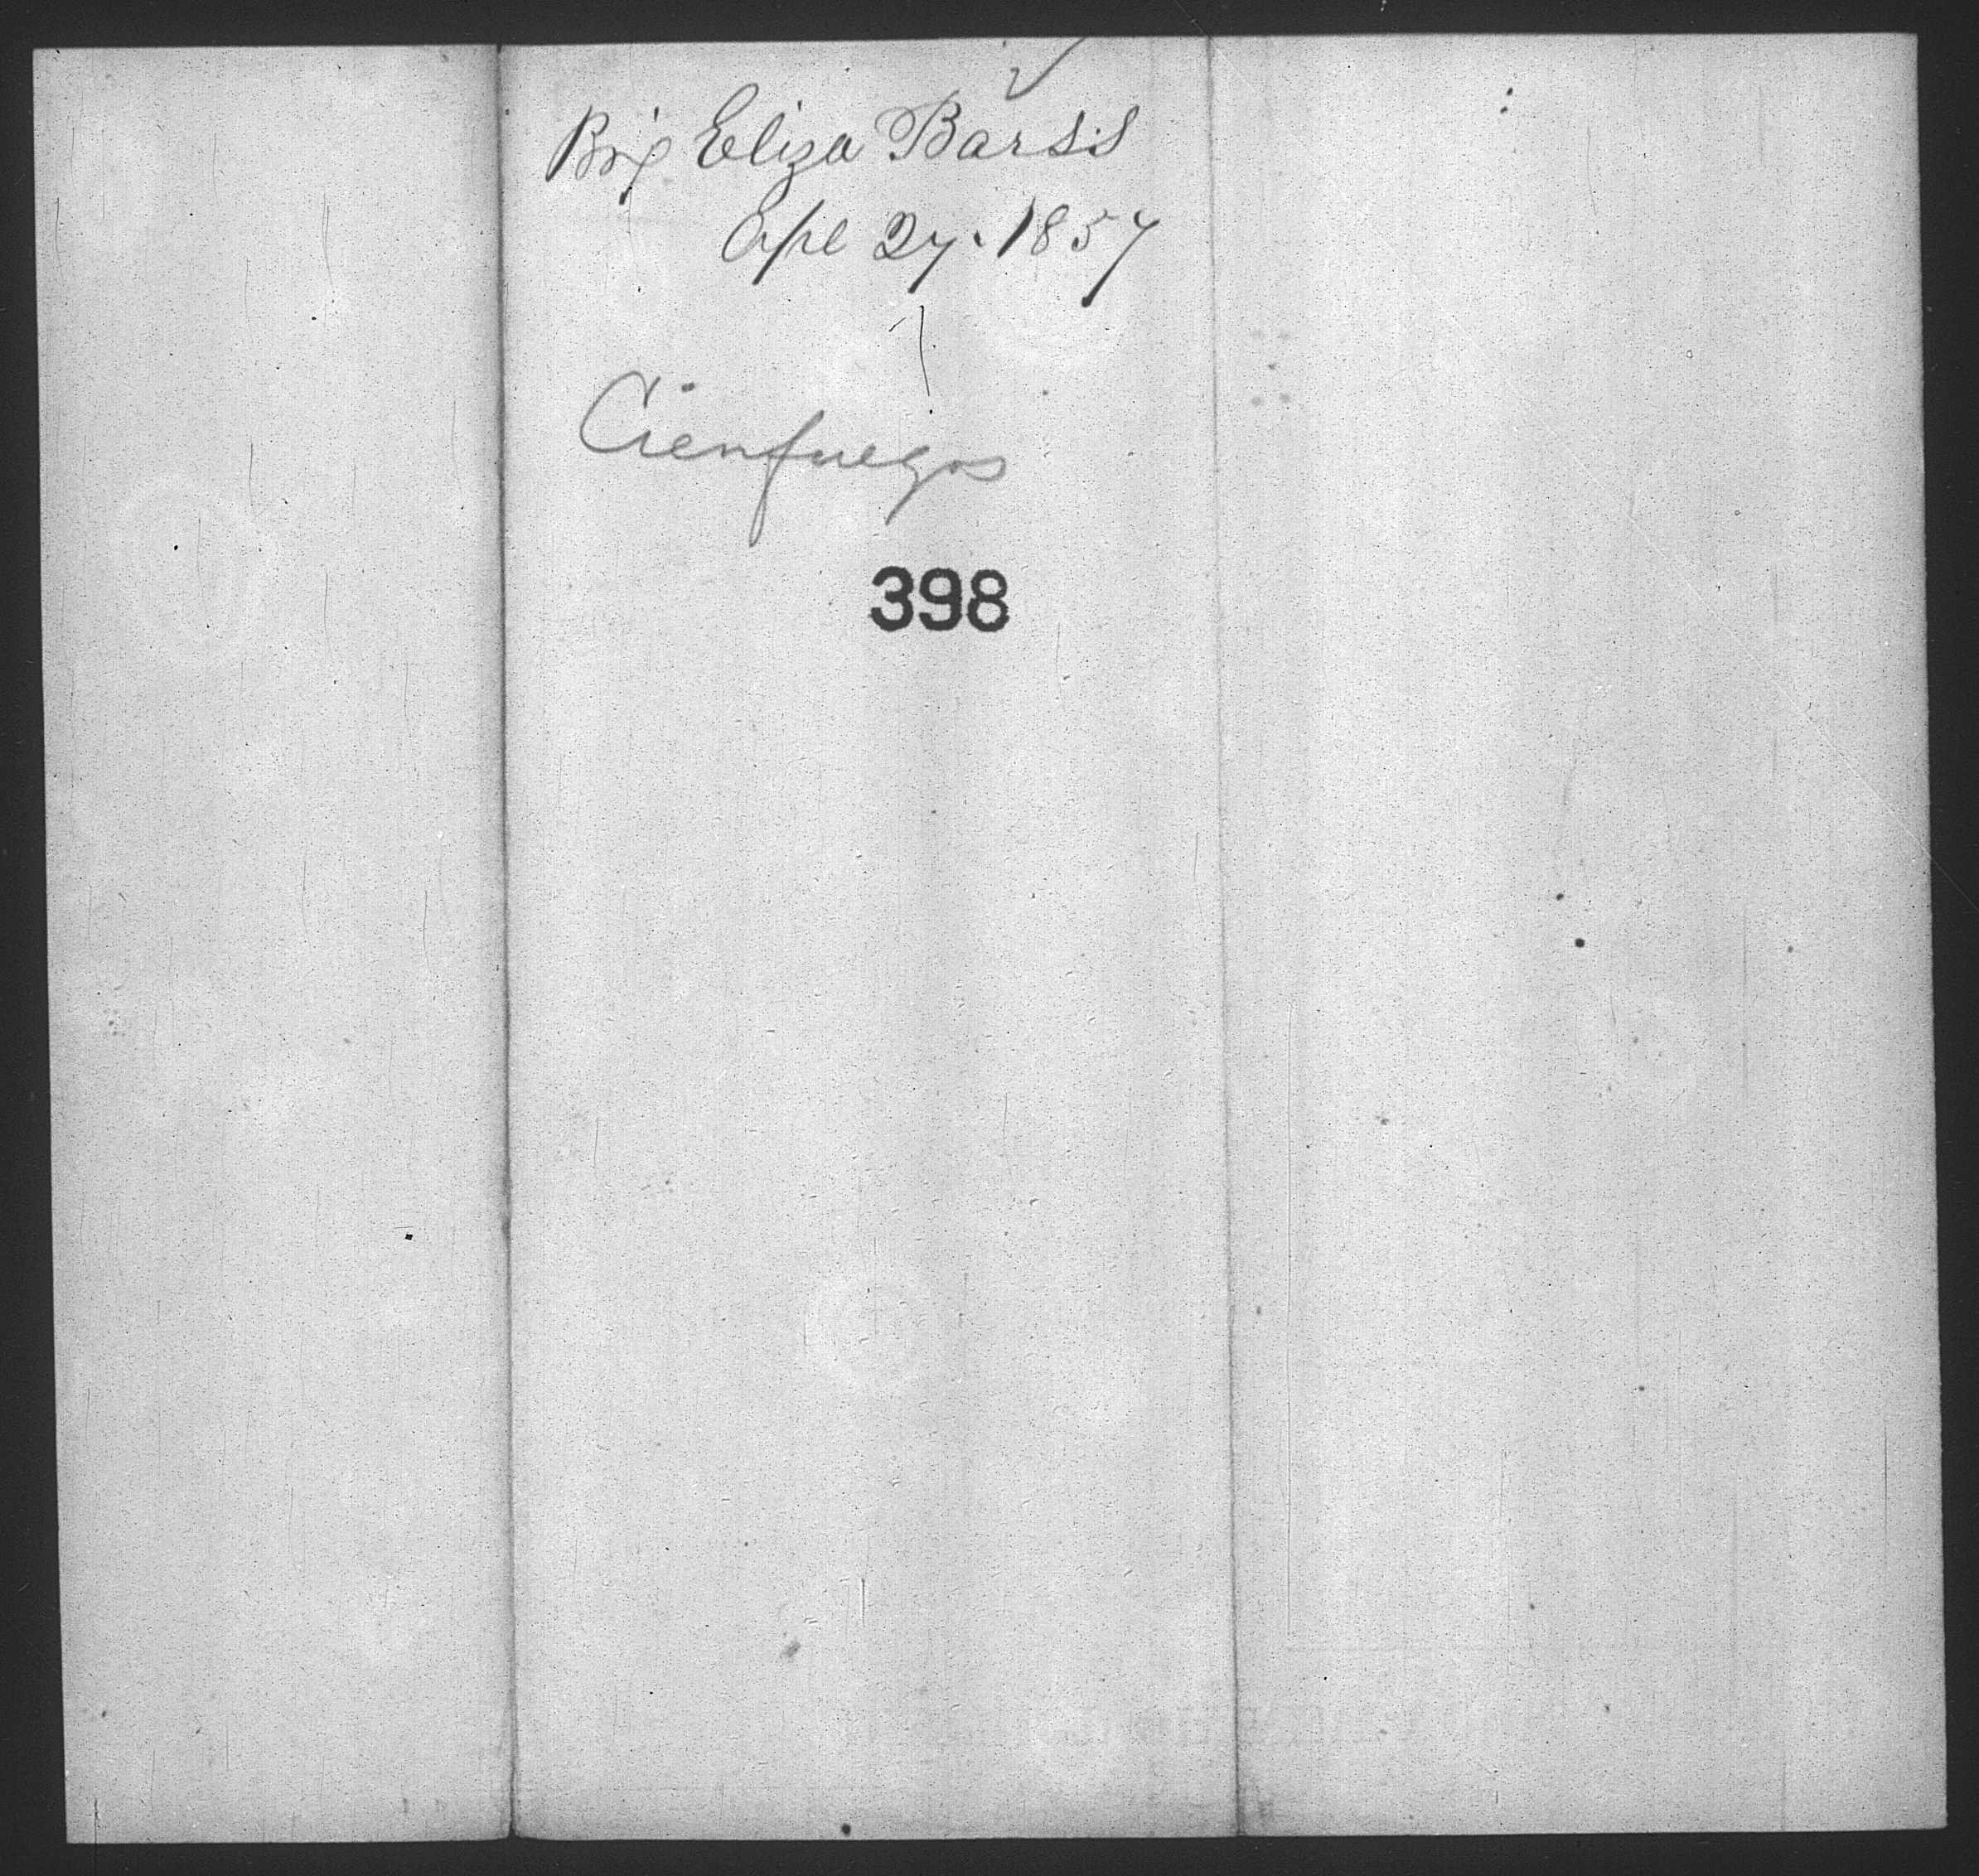 Brig Eliza Barss
Apl 27. 1857
Cienfuegos
398